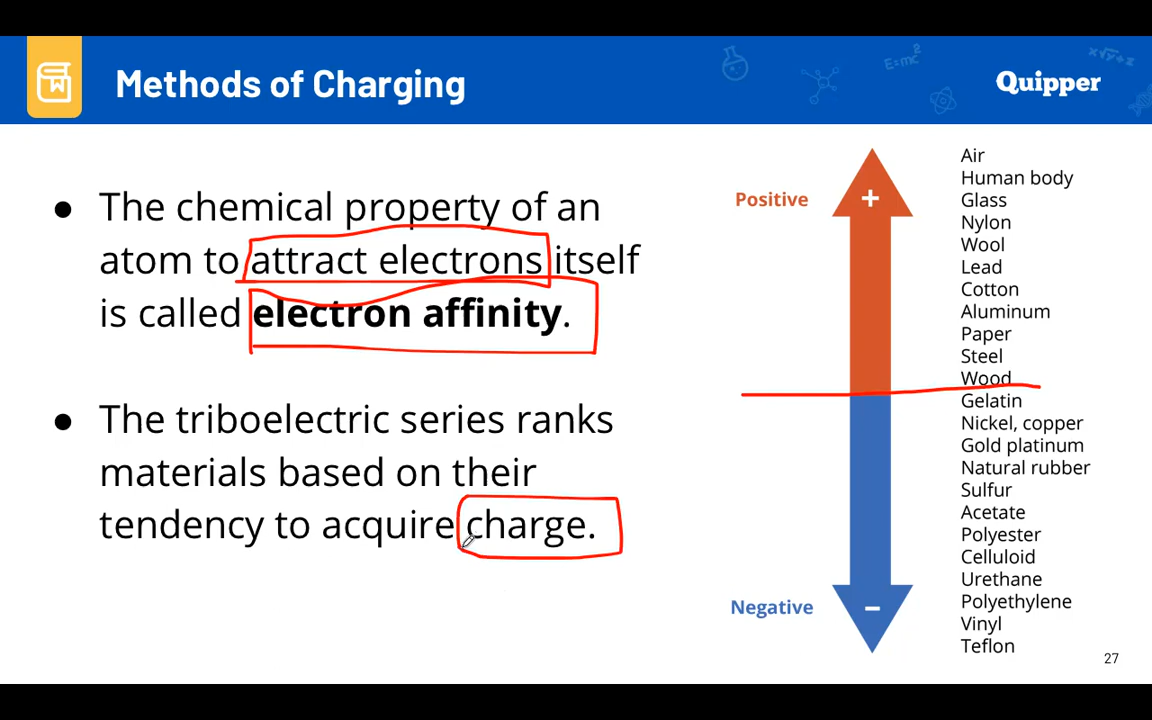 Methods of Charging
Quipper
E=mc²
● The chemical property of an
atom to attract electrons itself
is called electron affinity.
● The triboelectric series ranks
materials based on their
tendency to acquire charge.
Positive
+
Negative
−
Air
Human body
Glass
Nylon
Wool
Lead
Cotton
Aluminum
Paper
Steel
Wood
Gelatin
Nickel, copper
Gold platinum
Natural rubber
Sulfur
Acetate
Polyester
Celluloid
Urethane
Polyethylene
Vinyl
Teflon
27